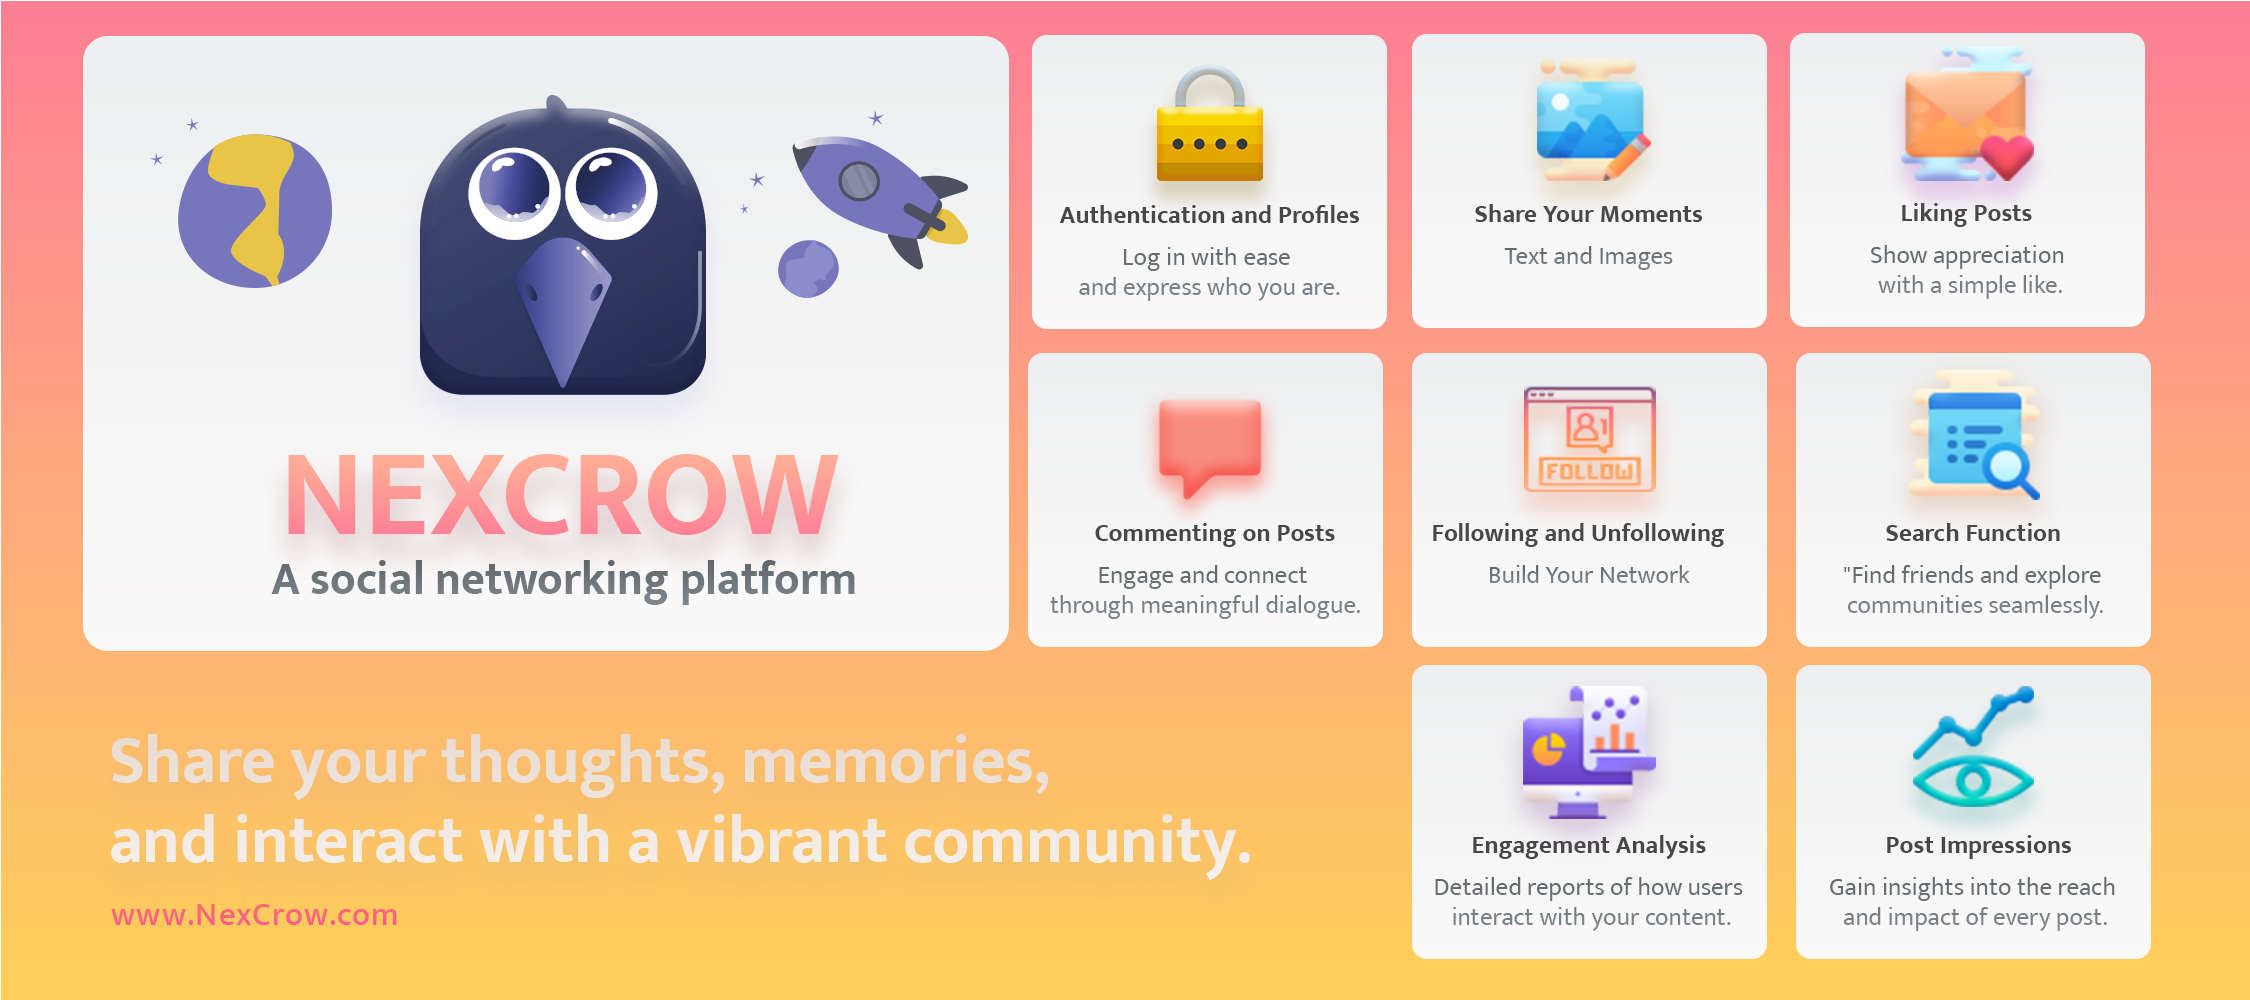 NEXCROW
A social networking platform
Share your thoughts, memories,
and interact with a vibrant community.
www.NexCrow.com
Authentication and Profiles
Log in with ease
and express who you are.
Share Your Moments
Text and Images
Liking Posts
Show appreciation
with a simple like.
Commenting on Posts
Engage and connect
through meaningful dialogue.
FOLLOW
Following and Unfollowing
Build Your Network
Search Function
"Find friends and explore
communities seamlessly.
Engagement Analysis
Detailed reports of how users
interact with your content.
Post Impressions
Gain insights into the reach
and impact of every post.